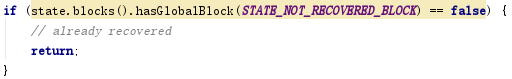 if (state.blocks().hasGlobalBlock(STATE_NOT_RECOVERED_BLOCK) == false) {
// already recovered
return;
}